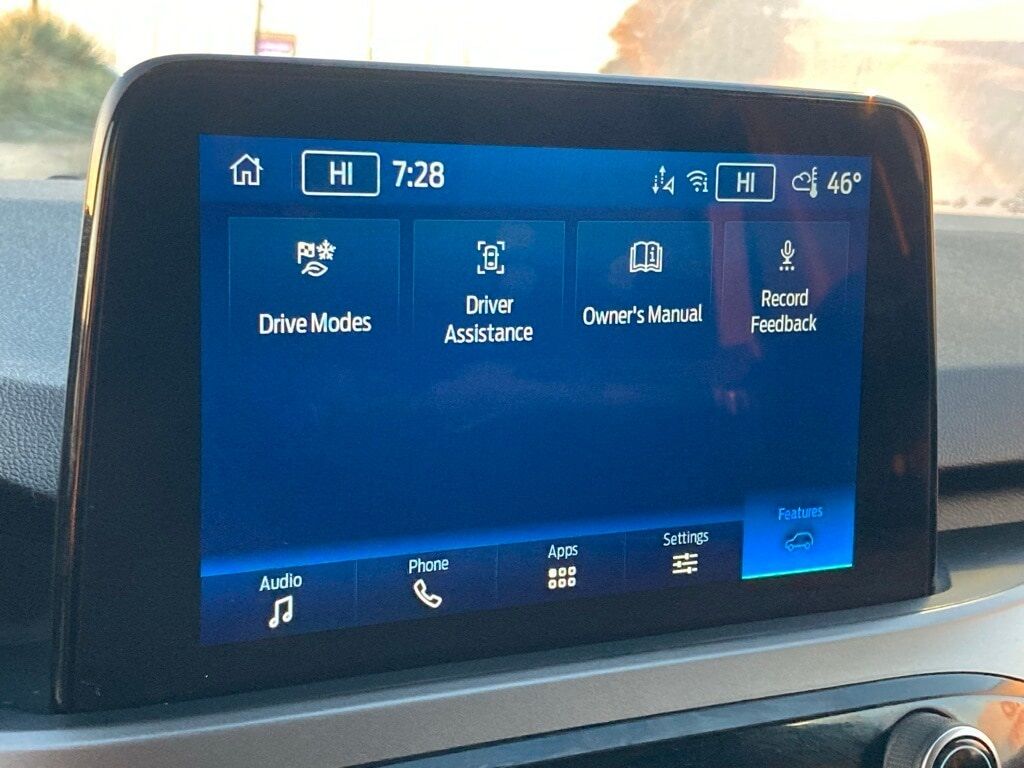 HI 7:28 HI 46°
Drive Modes
Driver
Assistance
Owner's Manual
Record
Feedback
Audio
Phone
Apps
Settings
Features